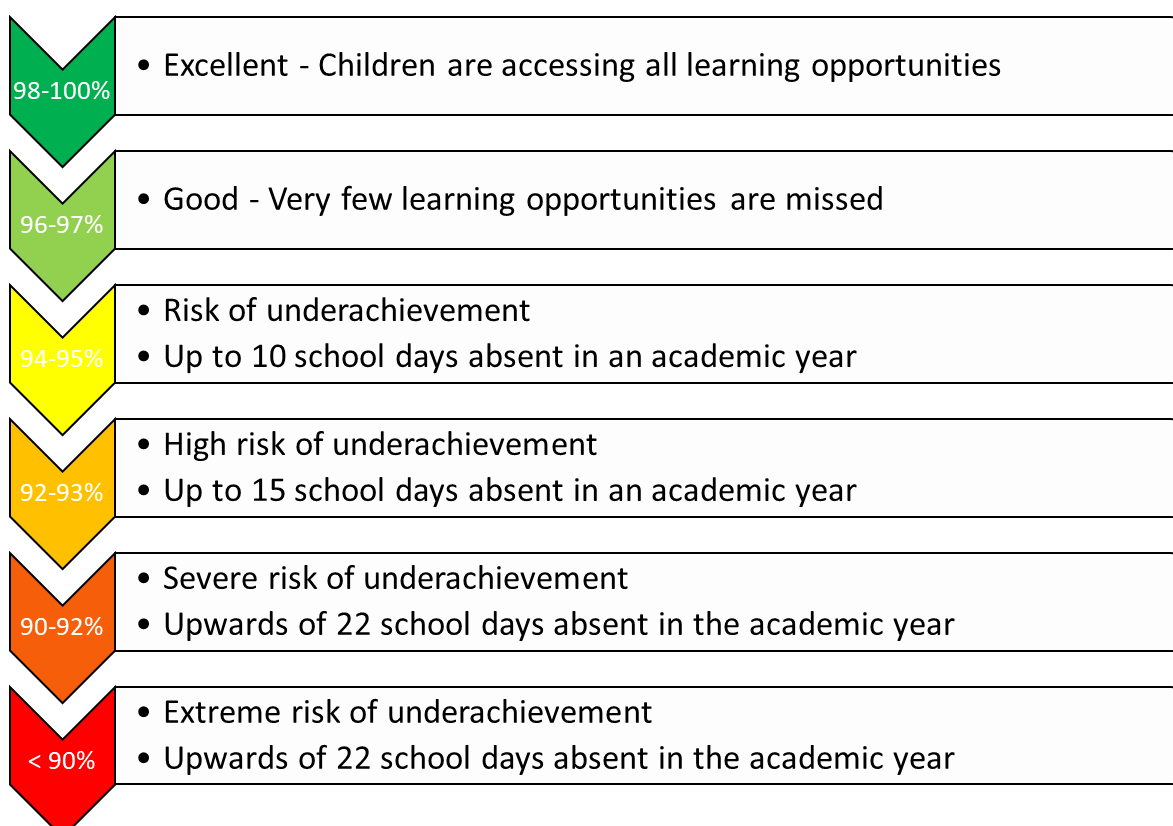 98-100%
• Excellent - Children are accessing all learning opportunities
96-97%
• Good - Very few learning opportunities are missed
94-95%
• Risk of underachievement
• Up to 10 school days absent in an academic year
92-93%
• High risk of underachievement
• Up to 15 school days absent in an academic year
90-92%
• Severe risk of underachievement
• Upwards of 22 school days absent in the academic year
< 90%
• Extreme risk of underachievement
• Upwards of 22 school days absent in the academic year